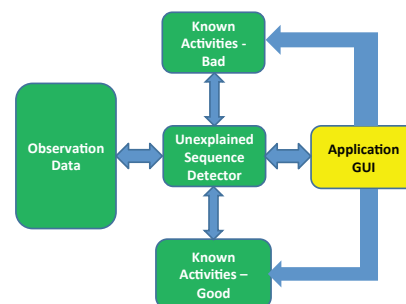 Known
Activities -
Bad
Observation
Data
Unexplained
Sequence
Detector
Application
GUI
Known
Activities –
Good